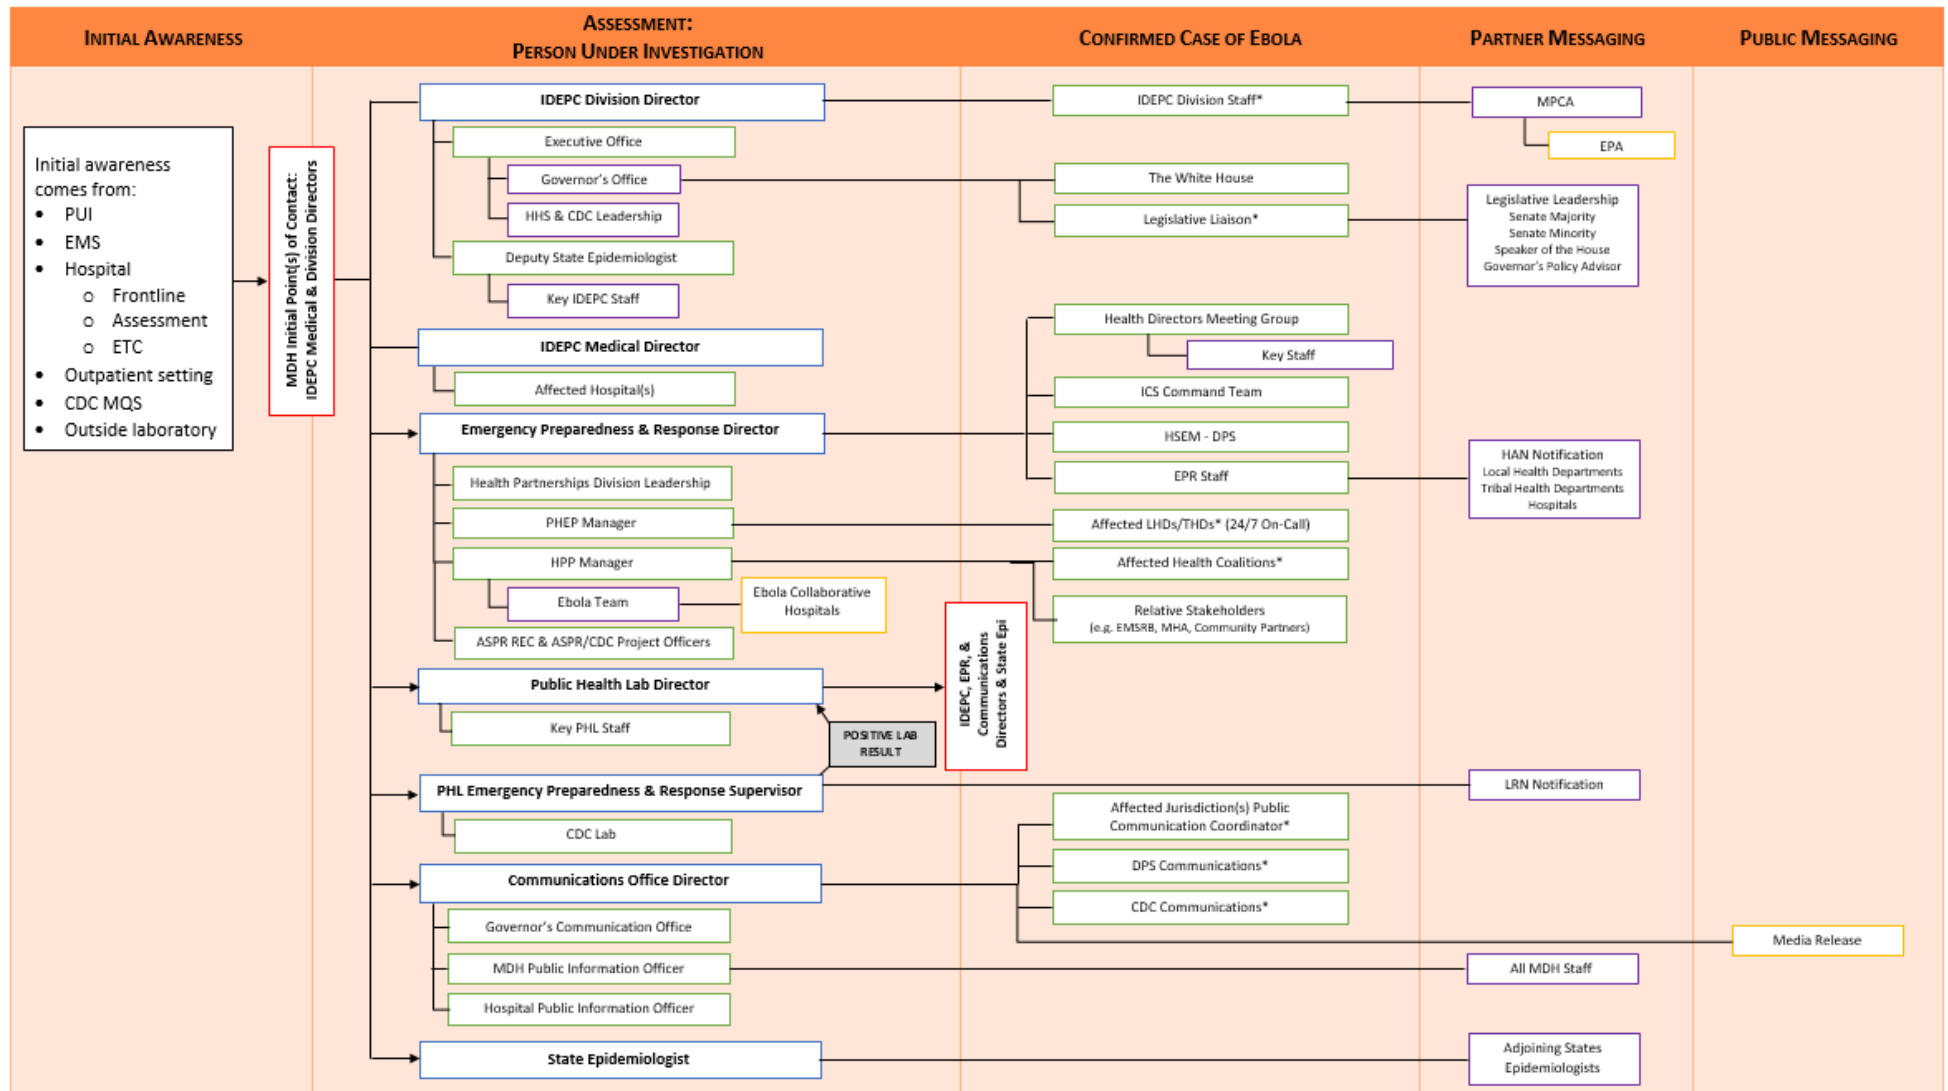 INITIAL AWARENESS
ASSESSMENT:
PERSON UNDER INVESTIGATION
CONFIRMED CASE OF EBOLA
PARTNER MESSAGING
PUBLIC MESSAGING
Initial awareness
comes from:
• PUI
• EMS
• Hospital
o Frontline
o Assessment
o ETC
• Outpatient setting
• CDC MQS
• Outside laboratory
MDH Initial Point(s) of Contact:
IDEPC Medical & Division Directors
IDEPC Division Director
Executive Office
Governor's Office
HHS & CDC Leadership
Deputy State Epidemiologist
Key IDEPC Staff
IDEPC Medical Director
Affected Hospital(s)
Emergency Preparedness & Response Director
Health Partnerships Division Leadership
PHEP Manager
HPP Manager
Ebola Team
Ebola Collaborative
Hospitals
ASPR REC & ASPR/CDC Project Officers
Public Health Lab Director
Key PHL Staff
POSITIVE LAB
RESULT
PHL Emergency Preparedness & Response Supervisor
CDC Lab
Communications Office Director
Governor's Communication Office
MDH Public Information Officer
Hospital Public Information Officer
State Epidemiologist
IDEPC, EPR, &
Communications
Directors & State Epi
IDEPC Division Staff*
The White House
Legislative Liaison*
Health Directors Meeting Group
Key Staff
ICS Command Team
HSEM - DPS
EPR Staff
Affected LHDs/THDs* (24/7 On-Call)
Affected Health Coalitions*
Relative Stakeholders
(e.g. EMSRB, MHA, Community Partners)
Affected Jurisdiction(s) Public
Communication Coordinator*
DPS Communications*
CDC Communications*
MPCA
EPA
Legislative Leadership
Senate Majority
Senate Minority
Speaker of the House
Governor's Policy Advisor
HAN Notification
Local Health Departments
Tribal Health Departments
Hospitals
LRN Notification
All MDH Staff
Adjoining States
Epidemiologists
Media Release